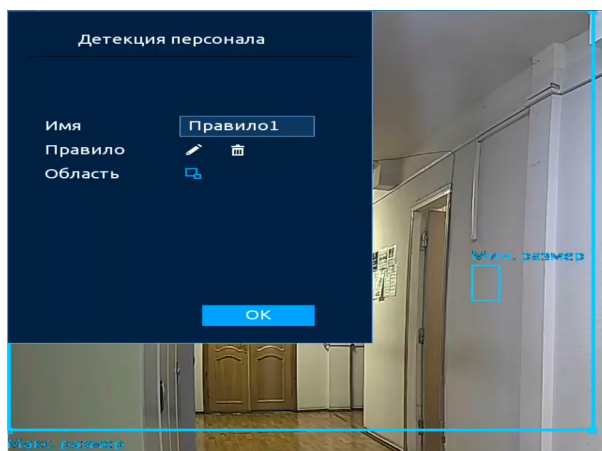 Детекция персонала
Имя
Правило1
Правило
Область
OK
Мин. размер
Макс. размер